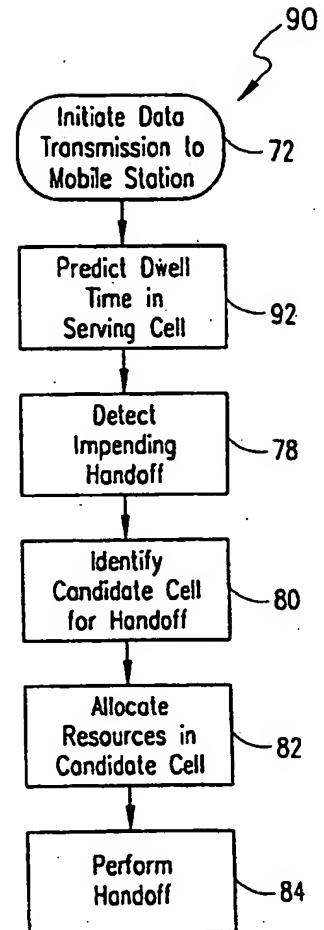 90
Initiate Data
Transmission to
Mobile Station
72
Predict Dwell
Time in
Serving Cell
92
Detect
Impending
Handoff
78
Identify
Candidate Cell
for Handoff
80
Allocate
Resources in
Candidate Cell
82
Perform
Handoff
84